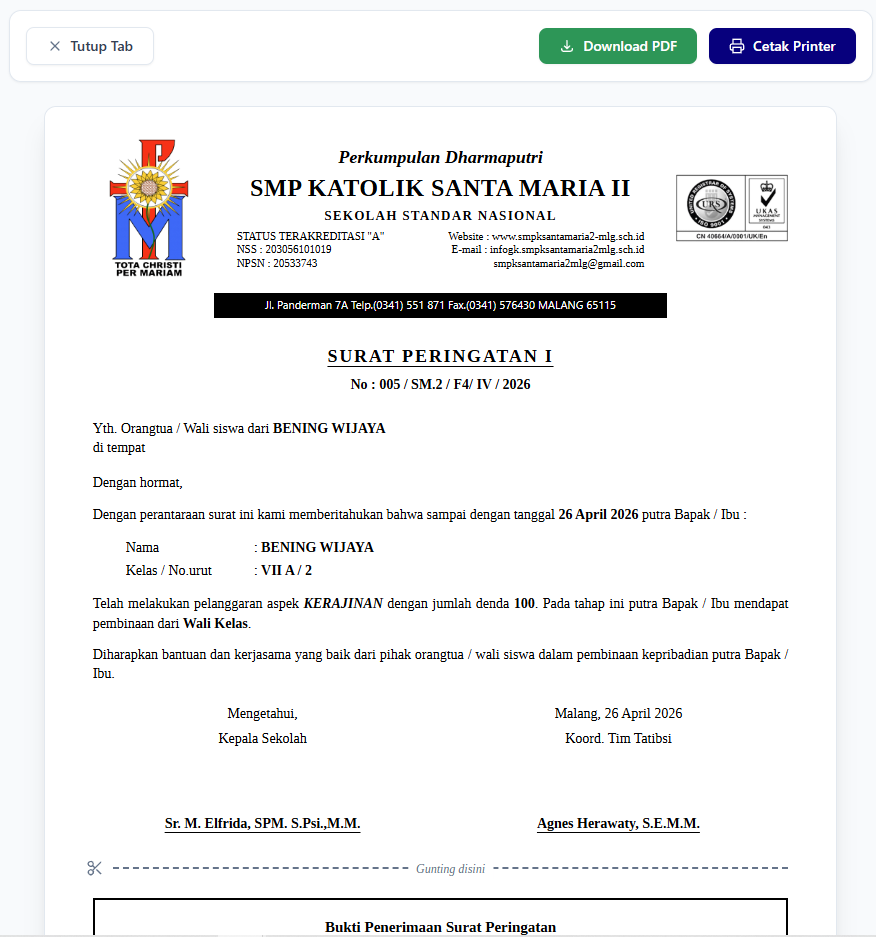 Tutup Tab
Download PDF
Cetak Printer
Perkumpulan Dharmaputri
SMP KATOLIK SANTA MARIA II
SEKOLAH STANDAR NASIONAL
STATUS TERAKREDITASI "A"
NSS : 203056101019
NPSN : 20533743
Website : www.smpksantamaria2-mlg.sch.id
E-mail : infogk.smpksantamaria2mlg.sch.id
smpksantamaria2mlg@gmail.com
TOTA CHRISTI
PER MARIAM
URS
ISO 9001
UKAS
MANAGEMENT
SYSTEMS
CN 40664/A/0001/UK/En
Jl. Panderman 7A Telp.(0341) 551 871 Fax.(0341) 576430 MALANG 65115
SURAT PERINGATAN I
No : 005 / SM.2 / F4/ IV / 2026
Yth. Orangtua / Wali siswa dari BENING WIJAYA
di tempat
Dengan hormat,
Dengan perantaraan surat ini kami memberitahukan bahwa sampai dengan tanggal 26 April 2026 putra Bapak / Ibu :
Nama : BENING WIJAYA
Kelas / No.urut : VII A / 2
Telah melakukan pelanggaran aspek KERAJINAN dengan jumlah denda 100. Pada tahap ini putra Bapak / Ibu mendapat
pembinaan dari Wali Kelas.
Diharapkan bantuan dan kerjasama yang baik dari pihak orangtua / wali siswa dalam pembinaan kepribadian putra Bapak /
Ibu.
Mengetahui,
Kepala Sekolah
Malang, 26 April 2026
Koord. Tim Tatibsi
Sr. M. Elfrida, SPM. S.Psi.,M.M.
Agnes Herawaty, S.E.M.M.
Gunting disini
Bukti Penerimaan Surat Peringatan